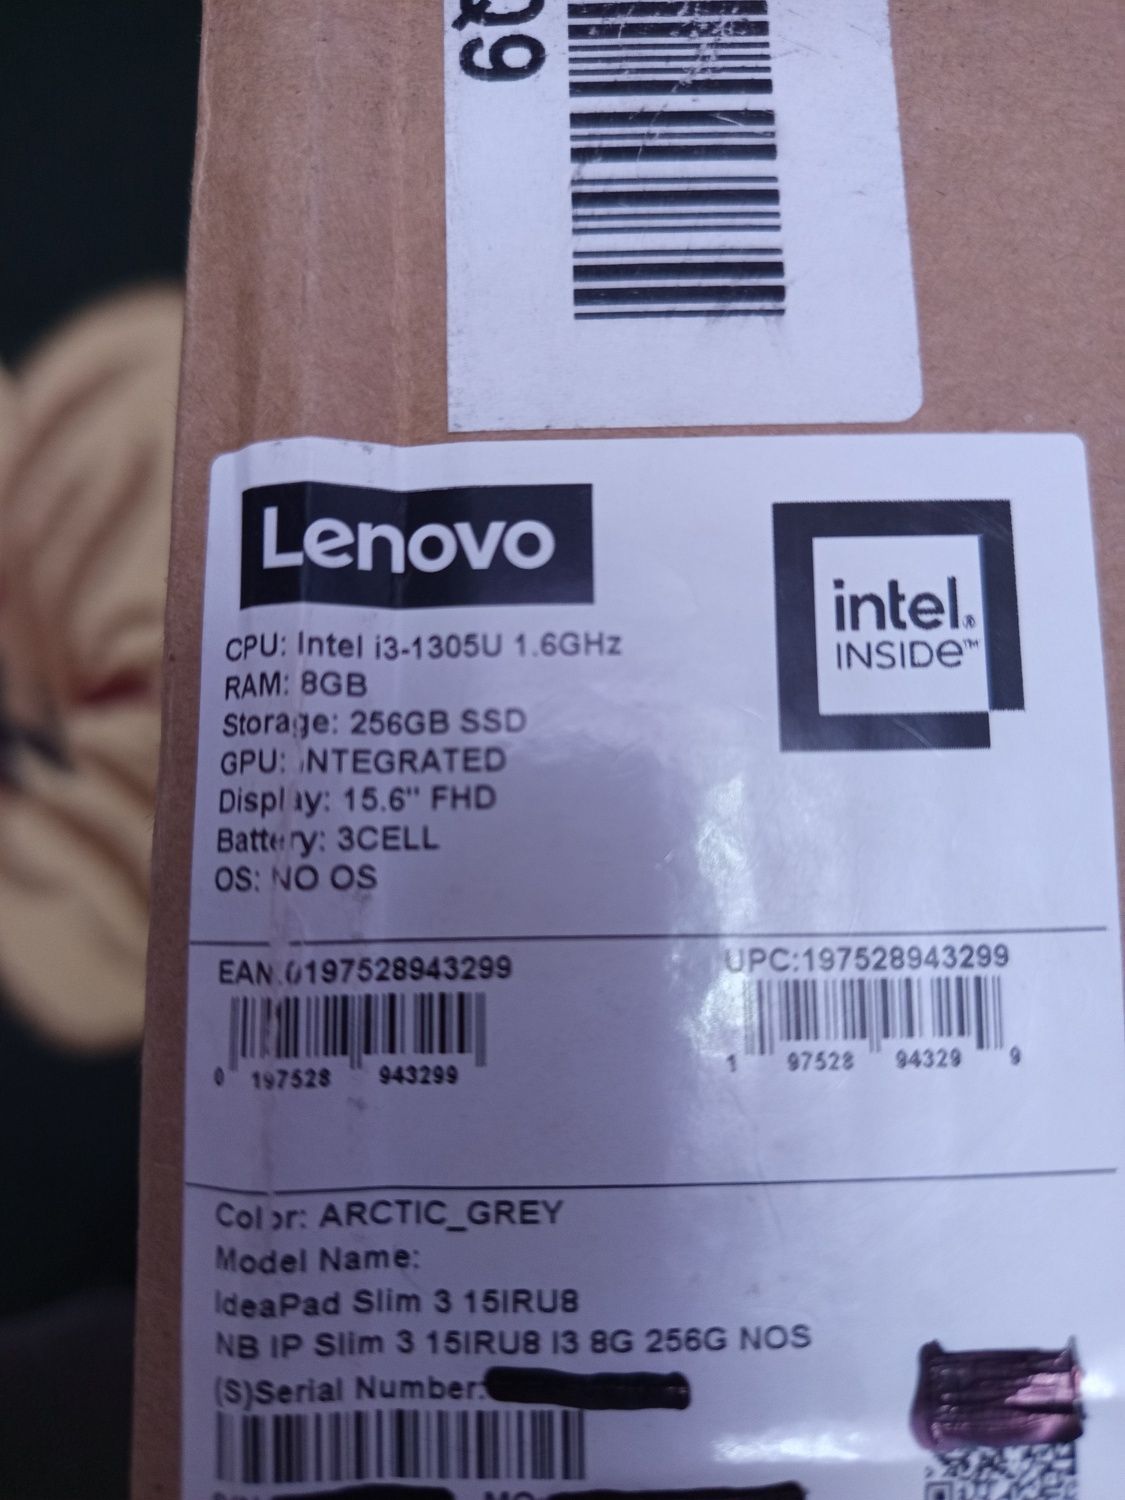 Lenovo
intel®
INSIDE™
CPU: Intel i3-1305U 1.6GHz
RAM: 8GB
Storage: 256GB SSD
GPU: INTEGRATED
Display: 15.6" FHD
Battery: 3CELL
OS: NO OS
EAN:0197528943299
UPC:197528943299
0 197528 943299
1 97528 94329 9
Color: ARCTIC_GREY
Model Name:
IdeaPad Slim 3 15IRU8
NB IP Slim 3 15IRU8 I3 8G 256G NOS
(S)Serial Number: